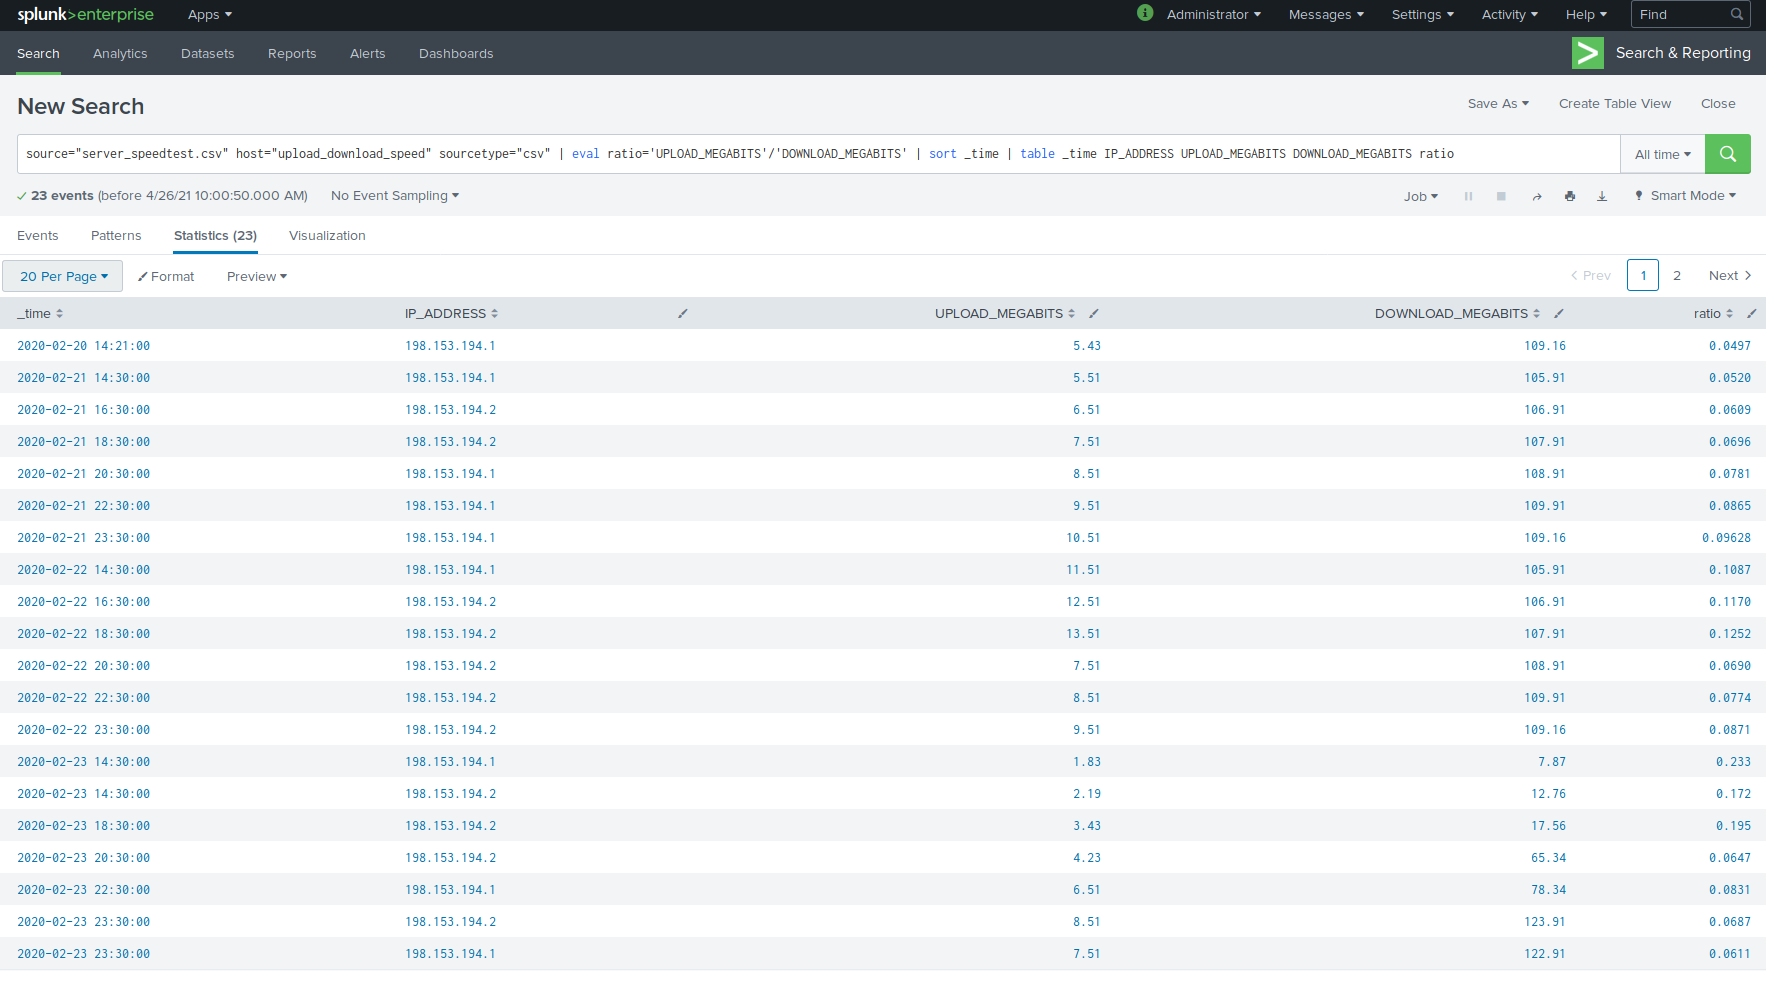 splunk>enterprise Apps Administrator Messages Settings Activity Help Find
Search Analytics Datasets Reports Alerts Dashboards Search & Reporting
New Search Save As Create Table View Close
source="server_speedtest.csv" host="upload_download_speed" sourcetype="csv" | eval ratio='UPLOAD_MEGABITS'/'DOWNLOAD_MEGABITS' | sort _time | table _time IP_ADDRESS UPLOAD_MEGABITS DOWNLOAD_MEGABITS ratio All time
23 events (before 4/26/21 10:00:50.000 AM) No Event Sampling Job Smart Mode
Events Patterns Statistics (23) Visualization
20 Per Page Format Preview Prev 1 2 Next
_time IP_ADDRESS UPLOAD_MEGABITS DOWNLOAD_MEGABITS ratio
2020-02-20 14:21:00 198.153.194.1 5.43 109.16 0.0497
2020-02-21 14:30:00 198.153.194.1 5.51 105.91 0.0520
2020-02-21 16:30:00 198.153.194.2 6.51 106.91 0.0609
2020-02-21 18:30:00 198.153.194.2 7.51 107.91 0.0696
2020-02-21 20:30:00 198.153.194.1 8.51 108.91 0.0781
2020-02-21 22:30:00 198.153.194.1 9.51 109.91 0.0865
2020-02-21 23:30:00 198.153.194.1 10.51 109.16 0.09628
2020-02-22 14:30:00 198.153.194.1 11.51 105.91 0.1087
2020-02-22 16:30:00 198.153.194.2 12.51 106.91 0.1170
2020-02-22 18:30:00 198.153.194.2 13.51 107.91 0.1252
2020-02-22 20:30:00 198.153.194.2 7.51 108.91 0.0690
2020-02-22 22:30:00 198.153.194.2 8.51 109.91 0.0774
2020-02-22 23:30:00 198.153.194.2 9.51 109.16 0.0871
2020-02-23 14:30:00 198.153.194.1 1.83 7.87 0.233
2020-02-23 14:30:00 198.153.194.2 2.19 12.76 0.172
2020-02-23 18:30:00 198.153.194.2 3.43 17.56 0.195
2020-02-23 20:30:00 198.153.194.2 4.23 65.34 0.0647
2020-02-23 22:30:00 198.153.194.1 6.51 78.34 0.0831
2020-02-23 23:30:00 198.153.194.2 8.51 123.91 0.0687
2020-02-23 23:30:00 198.153.194.1 7.51 122.91 0.0611